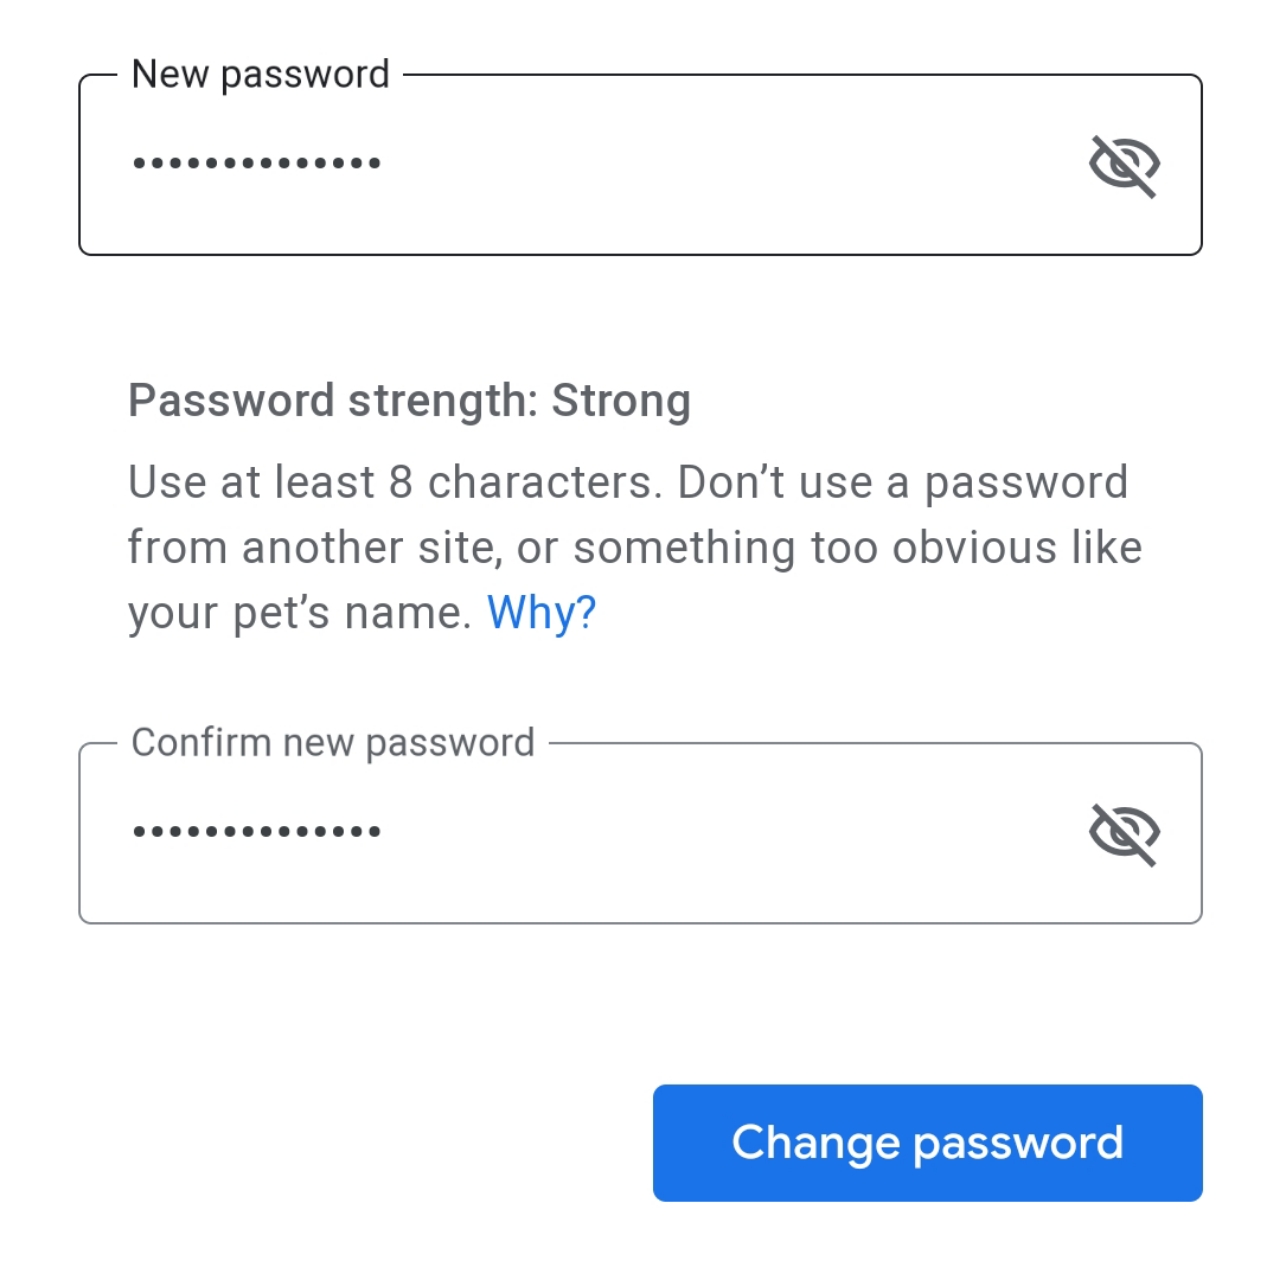 New password
••••••••••••••
Password strength: Strong
Use at least 8 characters. Don’t use a password
from another site, or something too obvious like
your pet’s name. Why?
Confirm new password
••••••••••••••
Change password